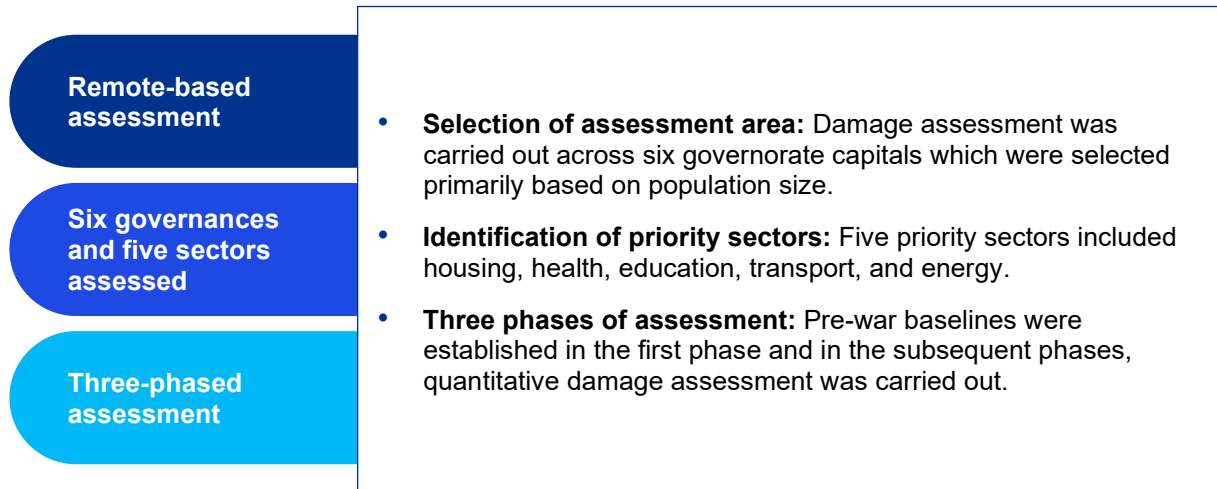 Remote-based
assessment
Six governances
and five sectors
assessed
Three-phased
assessment
• Selection of assessment area: Damage assessment was
carried out across six governorate capitals which were selected
primarily based on population size.
• Identification of priority sectors: Five priority sectors included
housing, health, education, transport, and energy.
• Three phases of assessment: Pre-war baselines were
established in the first phase and in the subsequent phases,
quantitative damage assessment was carried out.